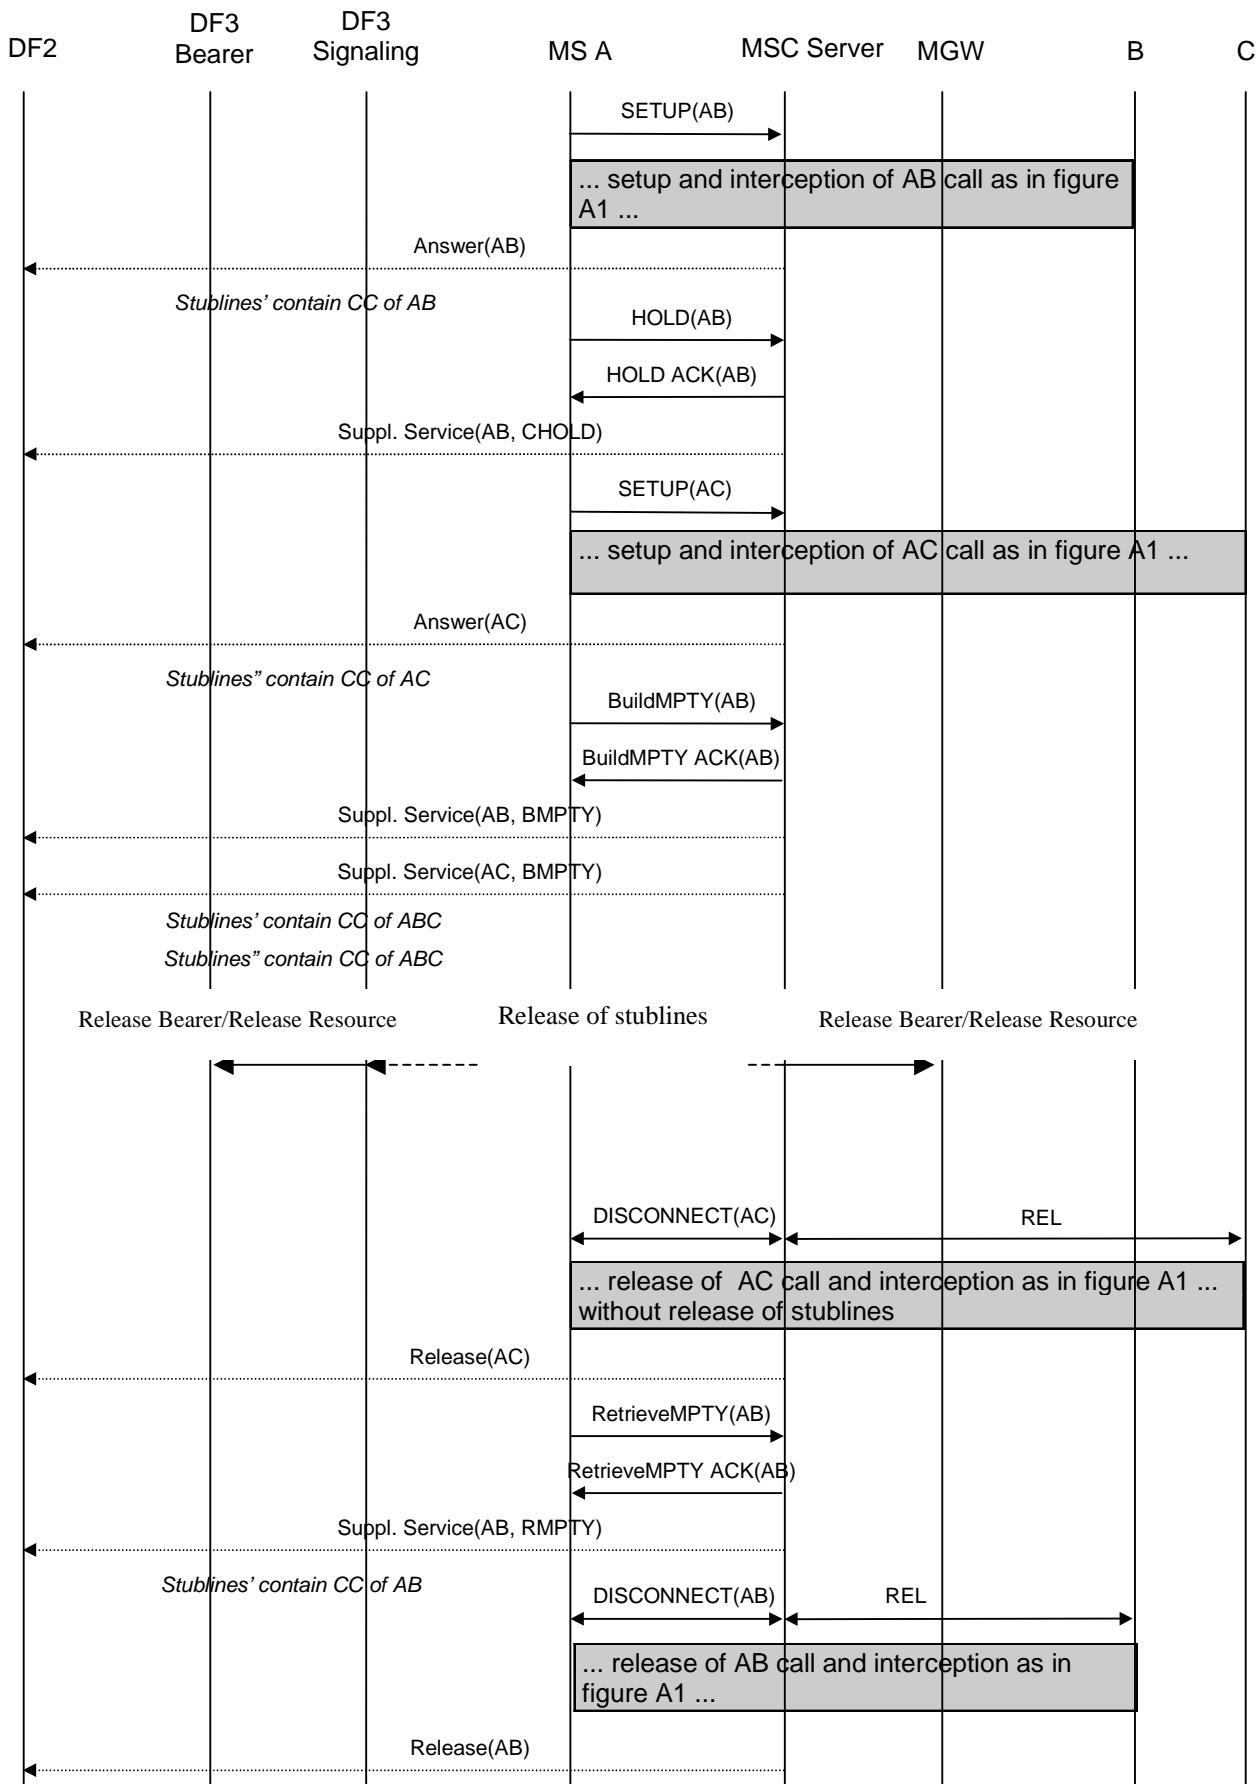 DF2
DF3
Bearer
DF3
Signaling
MS A
MSC Server
MGW
B
C
SETUP(AB)
... setup and interception of AB call as in figure
A1 ...
Answer(AB)
Stublines’ contain CC of AB
HOLD(AB)
HOLD ACK(AB)
Suppl. Service(AB, CHOLD)
SETUP(AC)
... setup and interception of AC call as in figure A1 ...
Answer(AC)
Stublines” contain CC of AC
BuildMPTY(AB)
BuildMPTY ACK(AB)
Suppl. Service(AB, BMPTY)
Suppl. Service(AC, BMPTY)
Stublines’ contain CC of ABC
Stublines” contain CC of ABC
Release Bearer/Release Resource
Release of stublines
Release Bearer/Release Resource
DISCONNECT(AC)
REL
... release of  AC call and interception as in figure A1 ...
without release of stublines
Release(AC)
RetrieveMPTY(AB)
RetrieveMPTY ACK(AB)
Suppl. Service(AB, RMPTY)
Stublines’ contain CC of AB
DISCONNECT(AB)
REL
... release of AB call and interception as in
figure A1 ...
Release(AB)